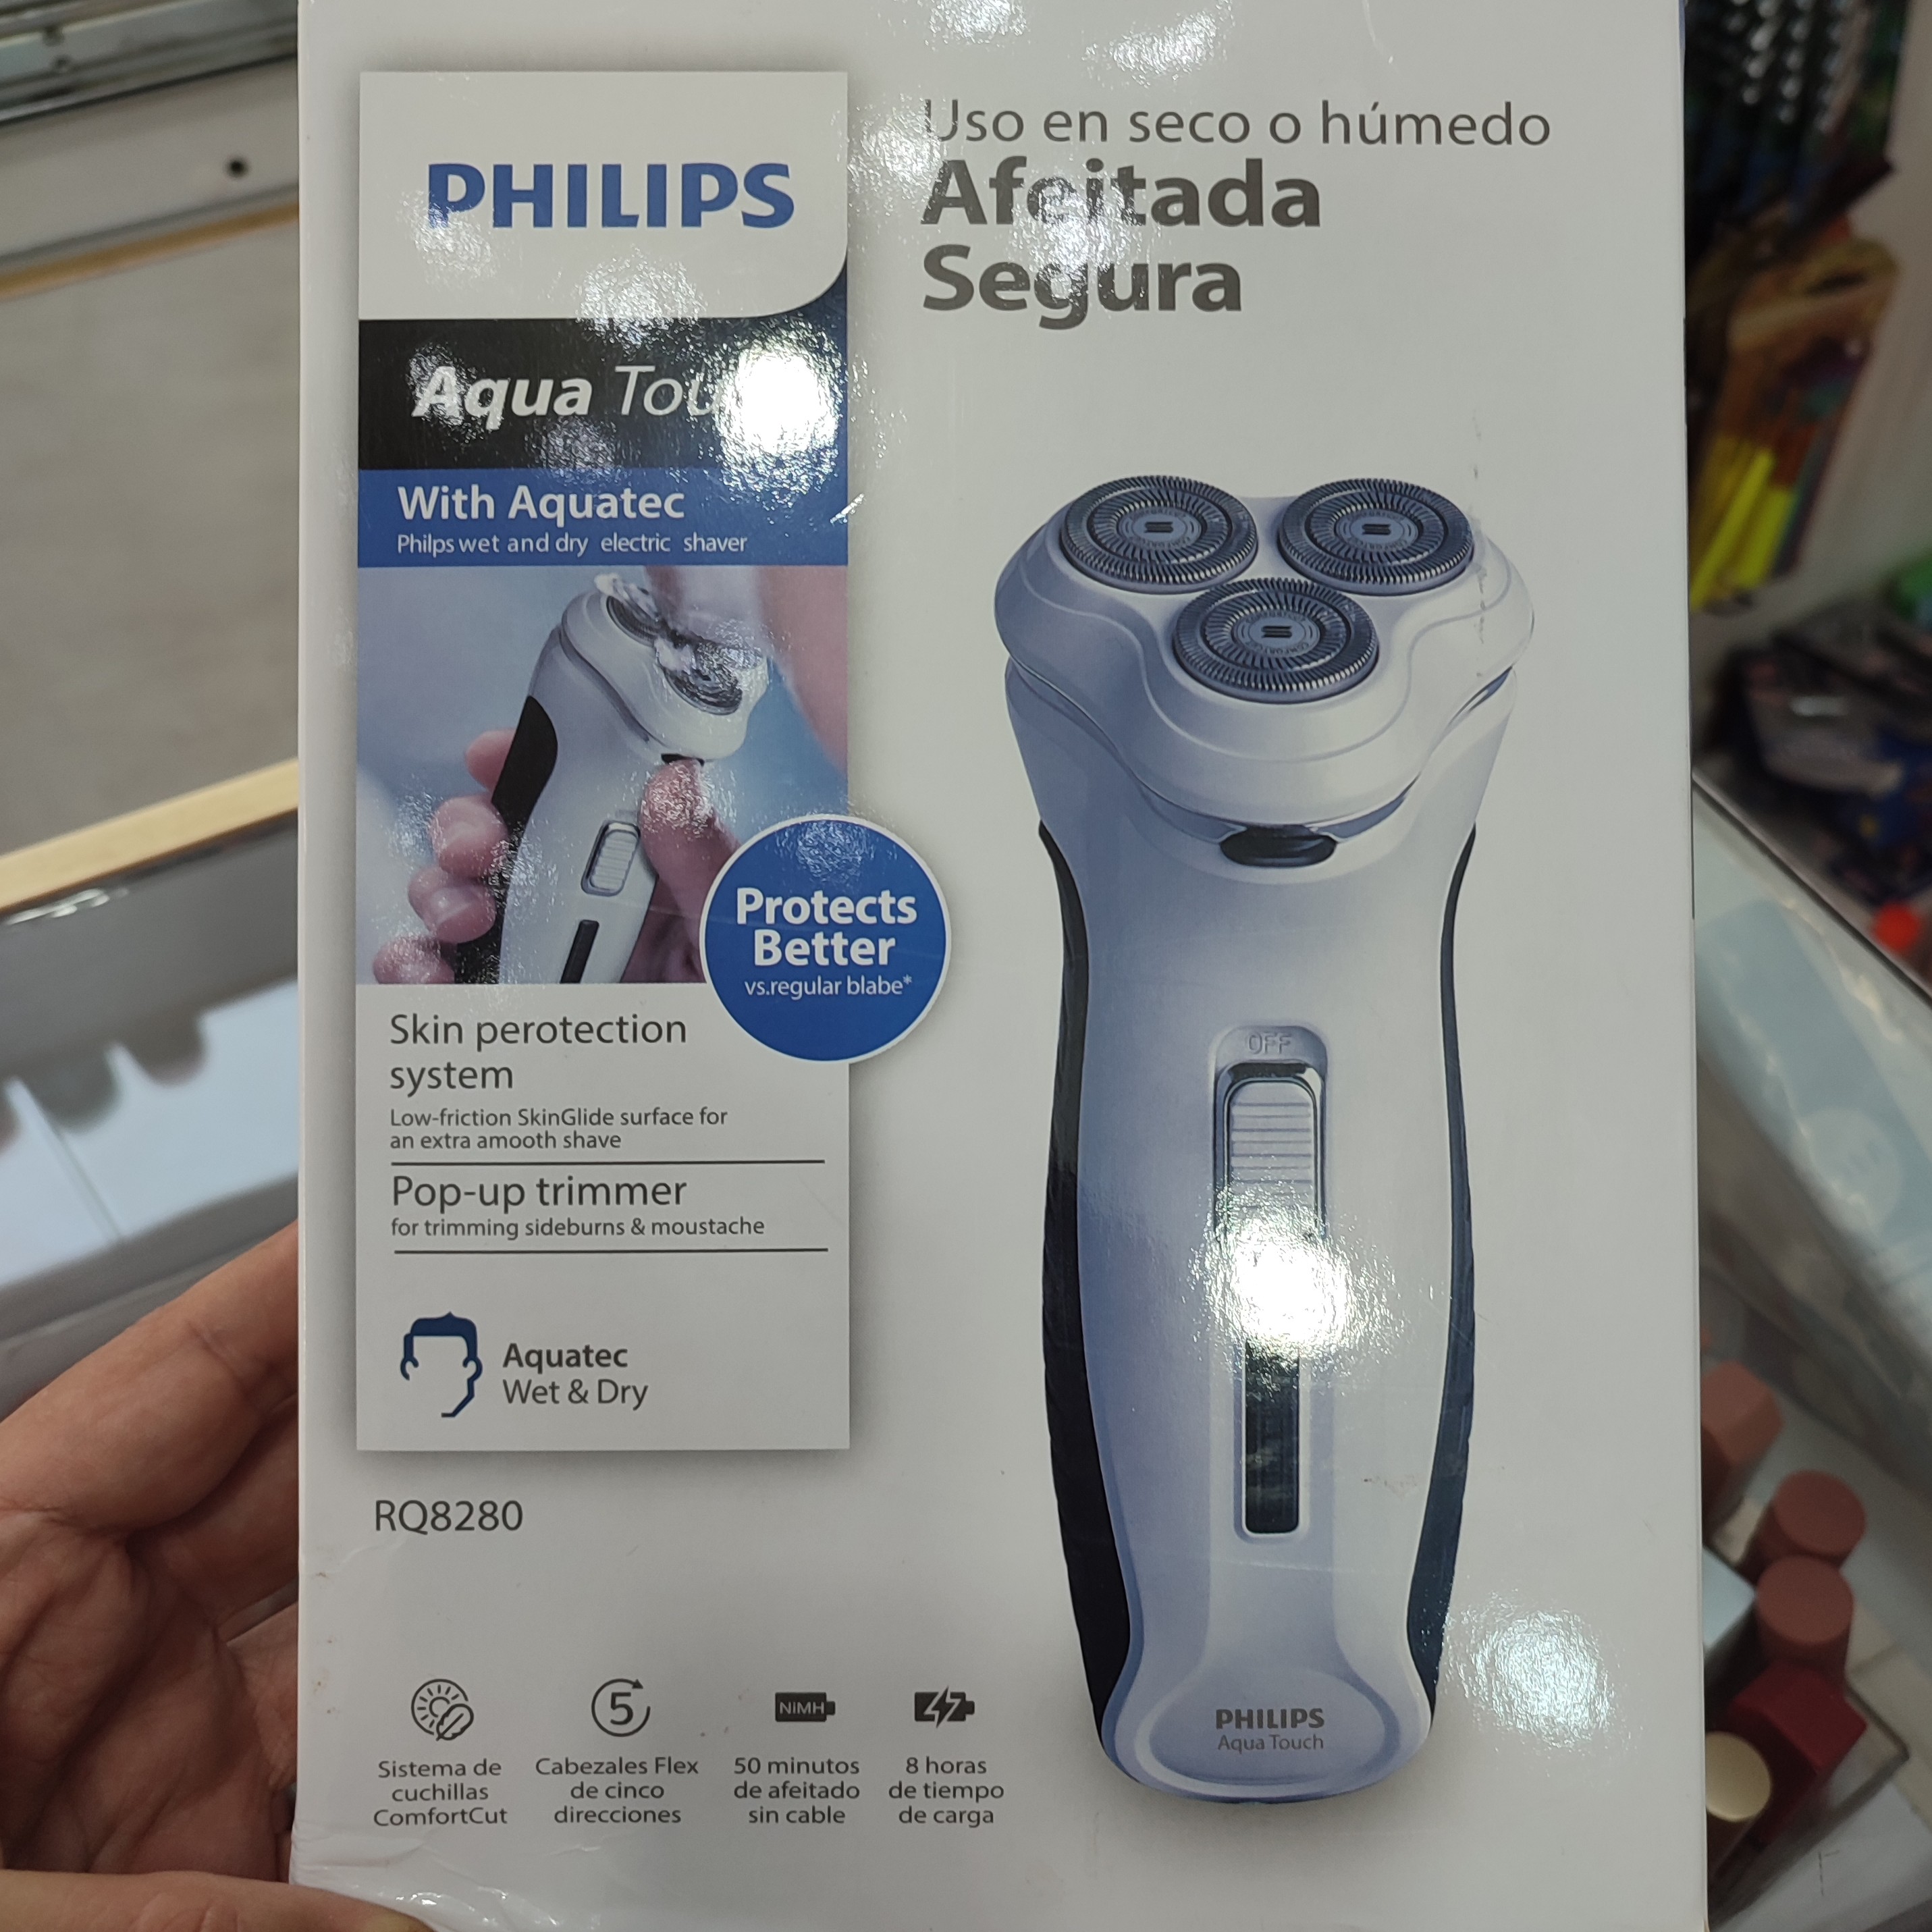 PHILIPS
Aqua
With Aquatec
Philps wet and dry electric shaver
Protects
Better
vs.regular blabe*
Skin perotection
system
Low-friction SkinGlide surface for
an extra amooth shave
Pop-up trimmer
for trimming sideburns & moustache
Aquatec
Wet & Dry
RQ8280
Uso en seco o húmedo
Afeitada
Segura
OFF
PHILIPS
Aqua Touch
5
NiMH
Sistema de
cuchillas
ComfortCut
Cabezales Flex
de cinco
direcciones
50 minutos
de afeitado
sin cable
8 horas
de tiempo
de carga